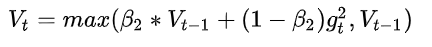 V_t = max(β_2 * V_{t-1} + (1 - β_2)g_t^2, V_{t-1})